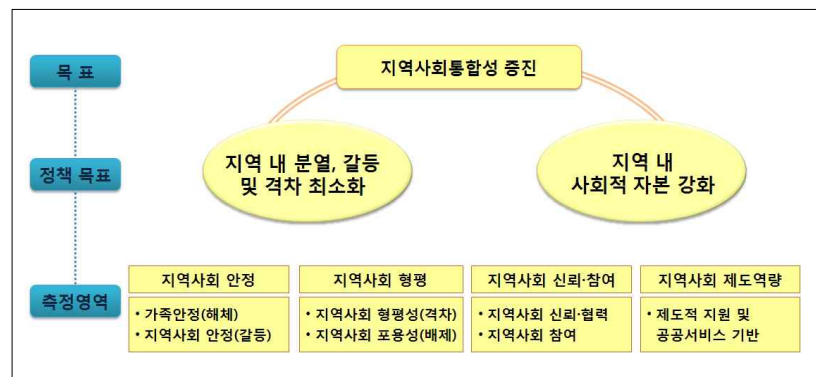 목 표
지역사회통합성 증진
정책 목표
지역 내 분열, 갈등
및 격차 최소화
지역 내
사회적 자본 강화
측정영역
지역사회 안정
• 가족안정(해체)
• 지역사회 안정(갈등)
지역사회 형평
• 지역사회 형평성(격차)
• 지역사회 포용성(배제)
지역사회 신뢰·참여
• 지역사회 신뢰·협력
• 지역사회 참여
지역사회 제도역량
• 제도적 지원 및
공공서비스 기반